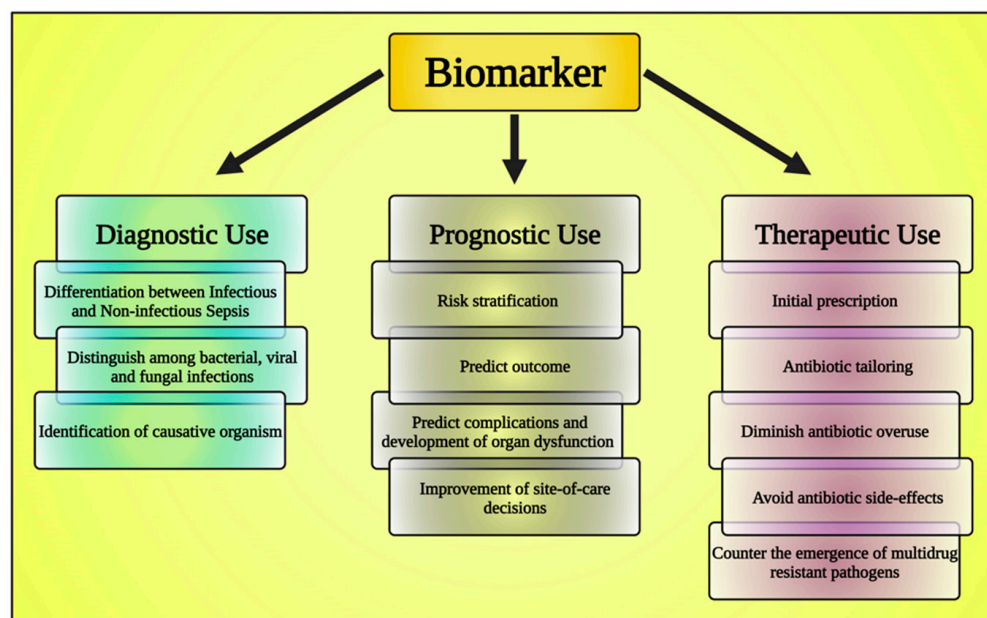 Biomarker
Diagnostic Use
Differentiation between Infectious
and Non-infectious Sepsis
Distinguish among bacterial, viral
and fungal infections
Identification of causative organism
Prognostic Use
Risk stratification
Predict outcome
Predict complications and
development of organ dysfunction
Improvement of site-of-care
decisions
Therapeutic Use
Initial prescription
Antibiotic tailoring
Diminish antibiotic overuse
Avoid antibiotic side-effects
Counter the emergence of multidrug
resistant pathogens